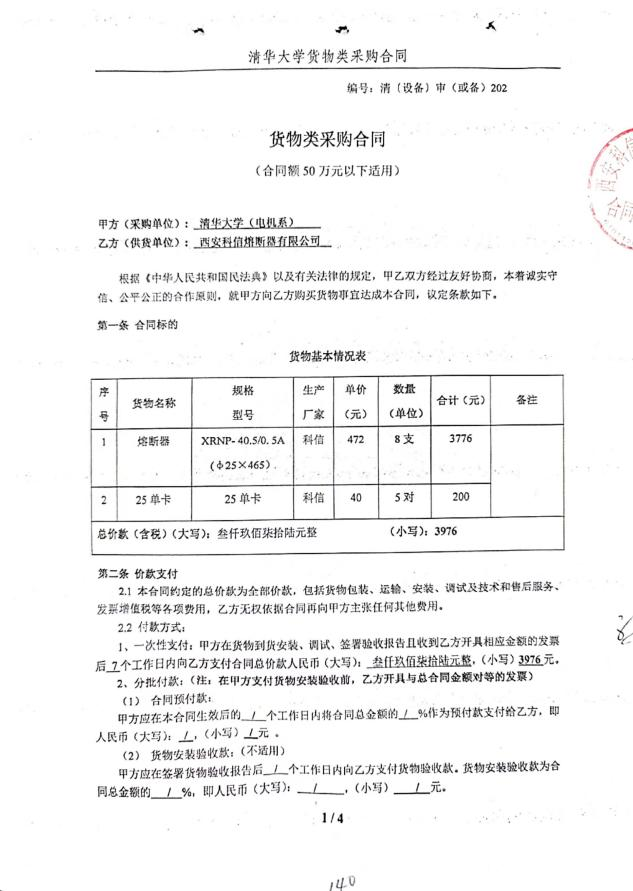 清华大学货物类采购合同
编号：清〔设备〕审（或备）202
货物类采购合同
（合同额 50 万元以下适用）
甲方（采购单位）：清华大学（电机系）
乙方（供货单位）：西安科信熔断器有限公司
根据《中华人民共和国民法典》以及有关法律的规定，甲乙双方经过友好协商，本着诚实守
信、公平公正的合作原则，就甲方向乙方购买货物事宜达成本合同，议定条款如下。
第一条 合同标的
货物基本情况表
序号 货物名称 规格型号 生产厂家 单价（元） 数量（单位） 合计（元） 备注
1 熔断器 XRNP-40.5/0.5A（φ25×465） 科信 472 8 支 3776
2 25 单卡 25 单卡 科信 40 5 对 200
总价款（含税）（大写）：叁仟玖佰柒拾陆元整 （小写）：3976
第二条 价款支付
2.1 本合同约定的总价款为全部价款，包括货物包装、运输、安装、调试及技术和售后服务、
发票增值税等各项费用，乙方无权依据合同再向甲方主张任何其他费用。
2.2 付款方式：
1、一次性支付：甲方在货物到货安装、调试、签署验收报告且收到乙方开具相应金额的发票
后 7 个工作日内向乙方支付合同总价款人民币（大写）：叁仟玖佰柒拾陆元整，（小写）3976 元。
2、分批付款：（注：在甲方支付货物安装验收前，乙方开具与总合同金额对等的发票）
（1） 合同预付款：
甲方应在本合同生效后的 / 个工作日内将合同总金额的 / %作为预付款支付给乙方，即
人民币（大写）： / ，（小写） / 元 。
（2） 货物安装验收款：（不适用）
甲方应在签署货物验收报告后 / 个工作日内向乙方支付货物验收款。货物安装验收款为合
同总金额的 / %，即人民币（大写）： / ，（小写） / 元。
1 / 4
140